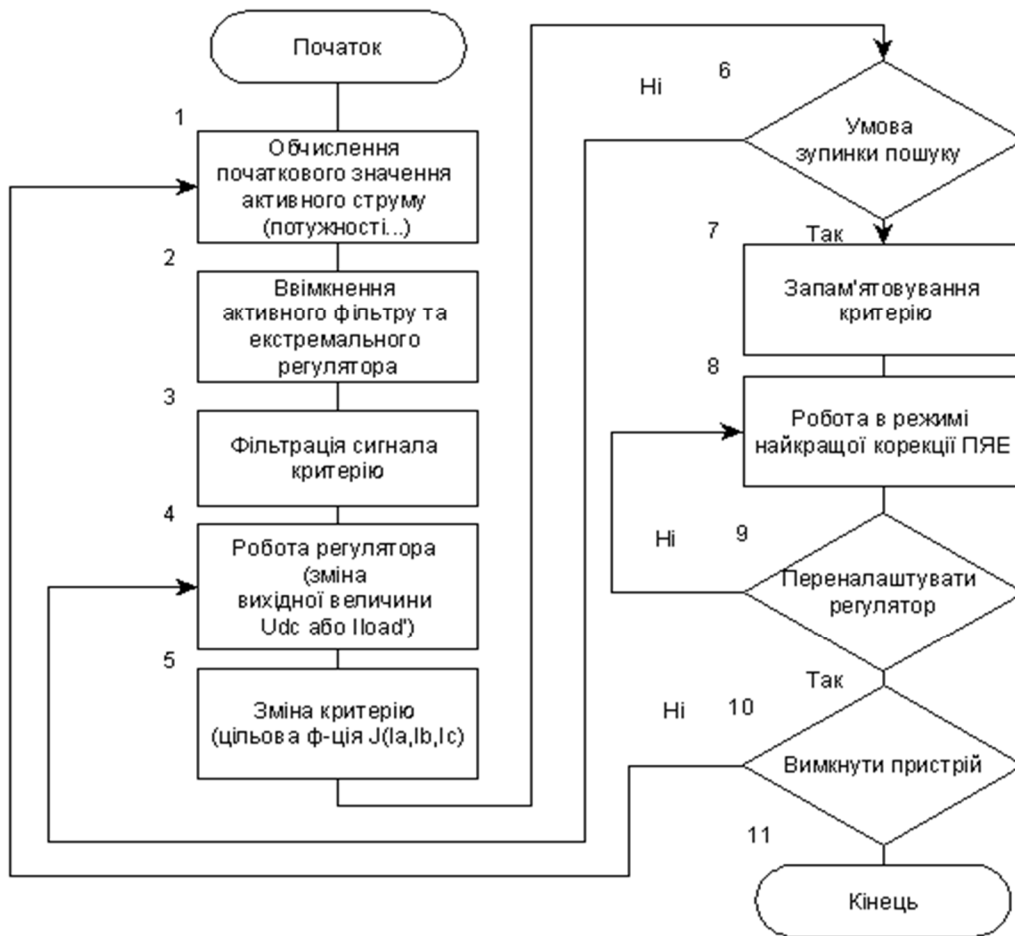 Початок
1
Обчислення
початкового значення
активного струму
(потужності...)
2
Ввімкнення
активного фільтру та
екстремального
регулятора
3
Фільтрація сигнала
критерію
4
Робота регулятора
(зміна
вихідної величини
Udc або Iload')
5
Зміна критерію
(цільова ф-ція J(Ia,Ib,Ic)
6
Ні
Умова
зупинки пошуку
7
Так
Запам'ятовування
критерію
8
Робота в режимі
найкращої корекції ПЯЕ
9
Ні
Переналаштувати
регулятор
Так
10
Ні
Вимкнути пристрій
11
Кінець